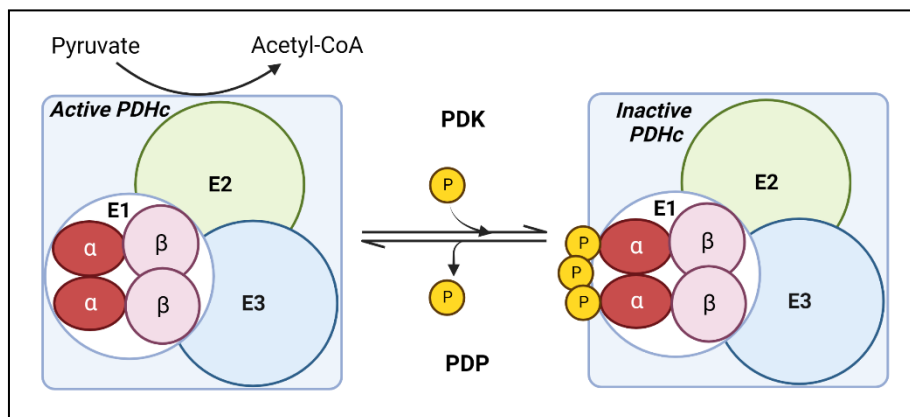 Pyruvate
Acetyl-CoA
Active PDHc
E2
E1
α
β
α
β
E3
PDK
P
P
PDP
Inactive
PDHc
E2
E1
P
α
β
P
P
α
β
E3